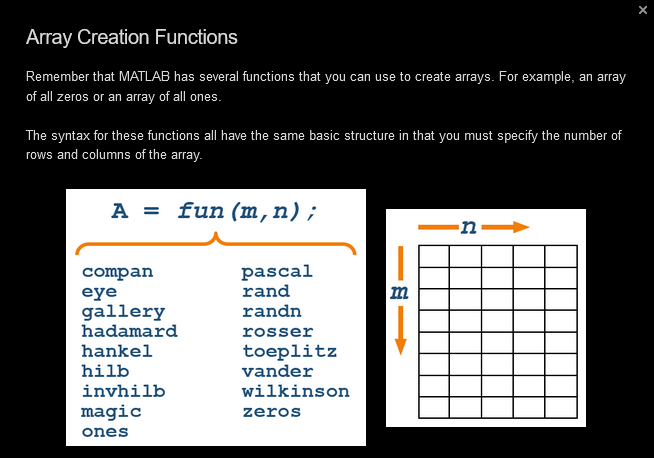 Array Creation Functions
Remember that MATLAB has several functions that you can use to create arrays. For example, an array
of all zeros or an array of all ones.
The syntax for these functions all have the same basic structure in that you must specify the number of
rows and columns of the array.
A = fun(m,n);
compan
eye
gallery
hadamard
hankel
hilb
invhilb
magic
ones
pascal
rand
randn
rosser
toeplitz
vander
wilkinson
zeros
n
m